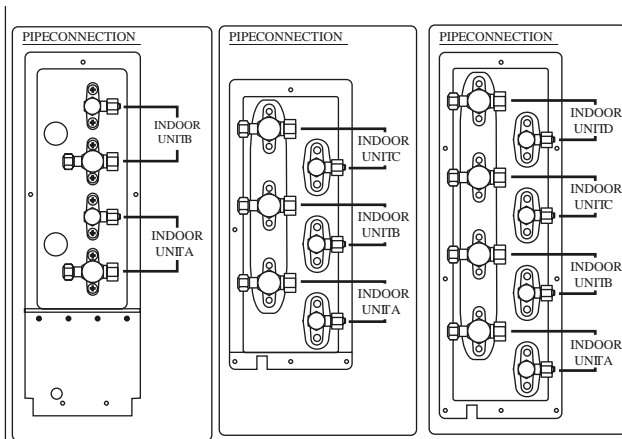 PIPECONNECTION
INDOOR
UNITB
INDOOR
UNITA
PIPECONNECTION
INDOOR
UNITC
INDOOR
UNITB
INDOOR
UNITA
PIPECONNECTION
INDOOR
UNITD
INDOOR
UNITC
INDOOR
UNITB
INDOOR
UNITA